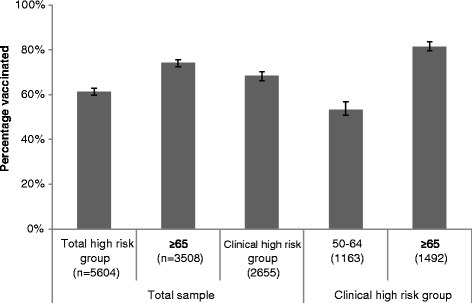 Percentage vaccinated
100%
80%
60%
40%
20%
0%
Total high risk
group
(n=5604)
≥65
(n=3508)
Clinical high risk
group
(2655)
50-64
(1163)
≥65
(1492)
Total sample
Clinical high risk group